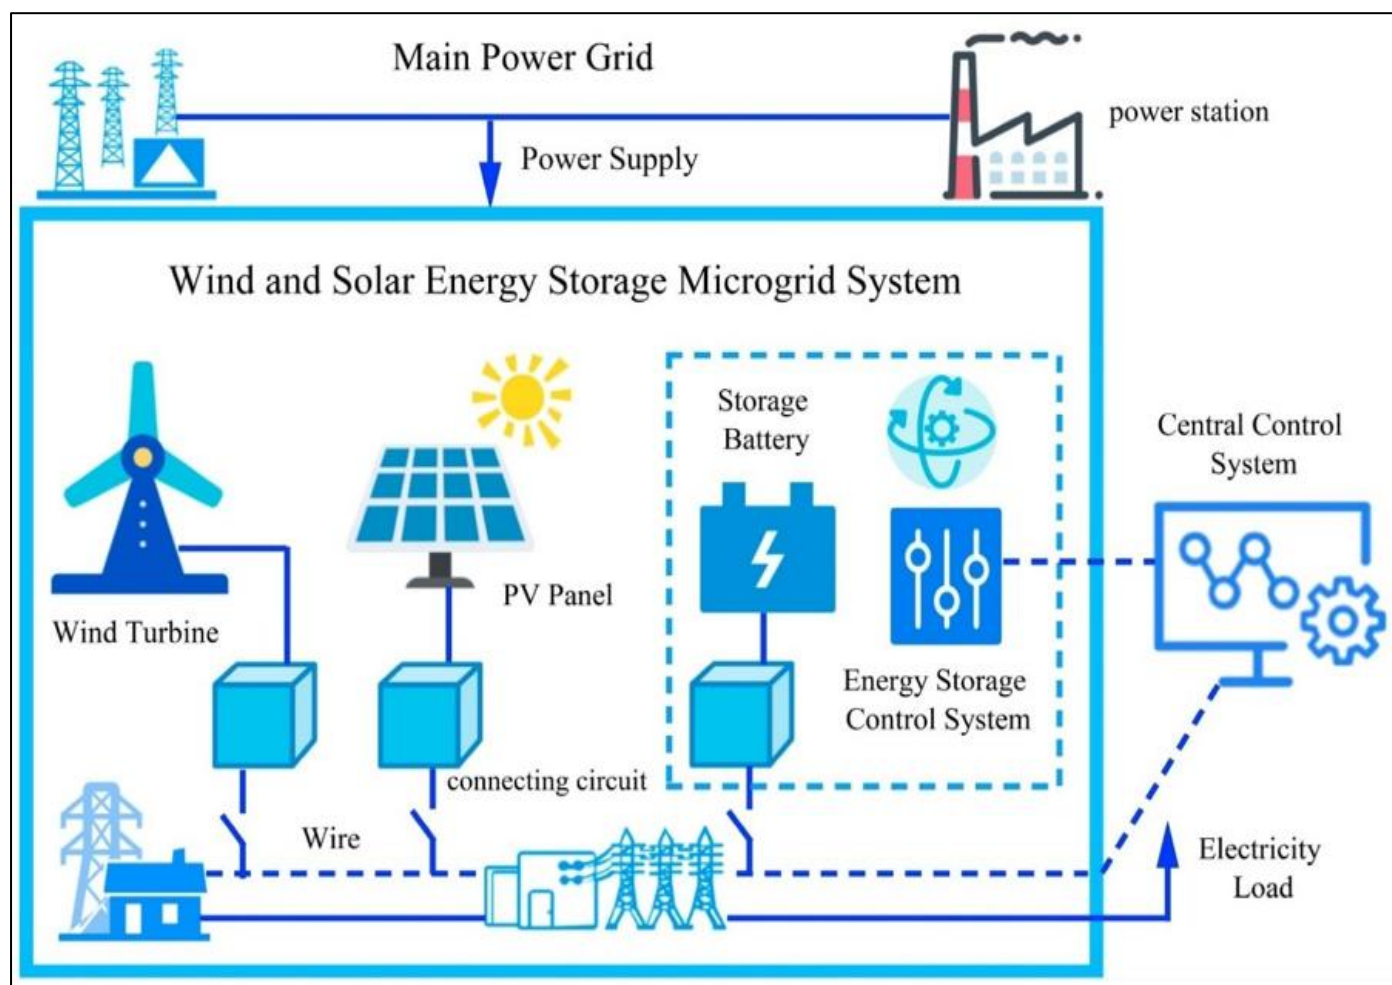 Main Power Grid
power station
Power Supply
Wind and Solar Energy Storage Microgrid System
Storage
Battery
Central Control
System
PV Panel
Wind Turbine
Energy Storage
Control System
connecting circuit
Wire
Electricity
Load